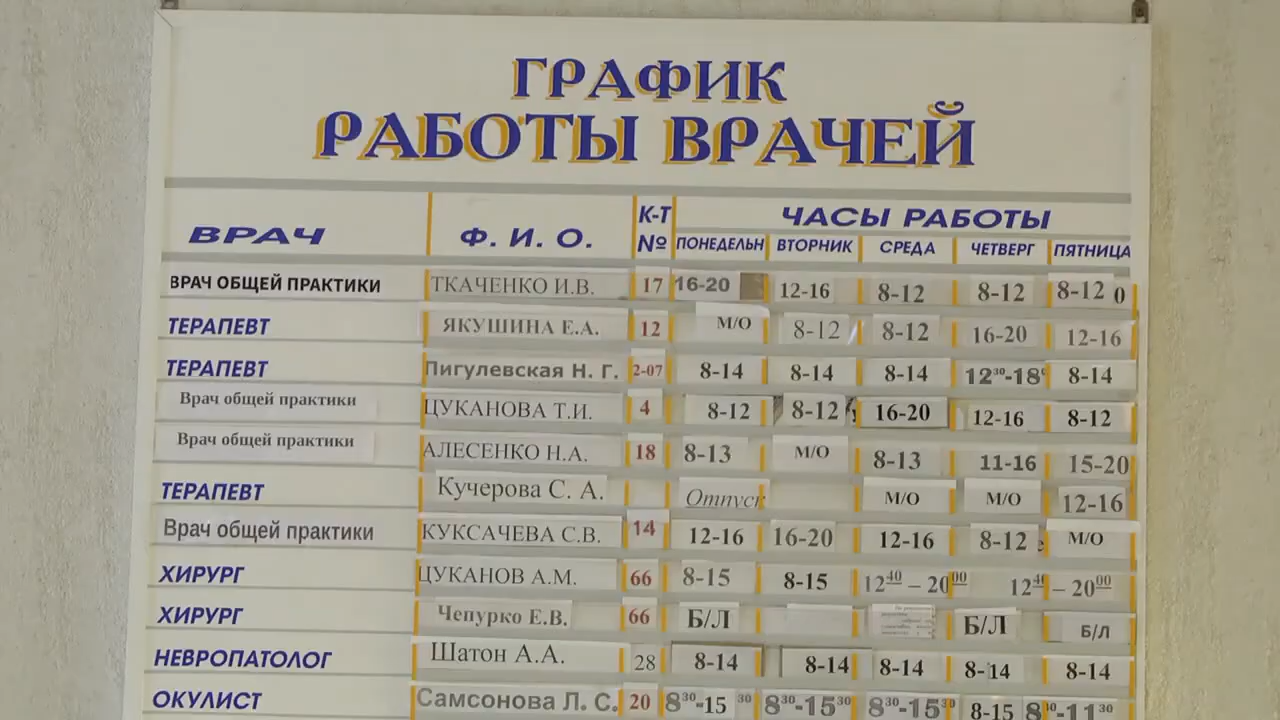 ГРАФИК
РАБОТЫ ВРАЧЕЙ
ВРАЧ Ф. И. О. К-Т № ЧАСЫ РАБОТЫ
ПОНЕДЕЛЬН ВТОРНИК СРЕДА ЧЕТВЕРГ ПЯТНИЦА
ВРАЧ ОБЩЕЙ ПРАКТИКИ ТКАЧЕНКО И.В. 17 16-20 12-16 8-12 8-12 8-12 0
ТЕРАПЕВТ ЯКУШИНА Е.А. 12 М/О 8-12 8-12 16-20 12-16
ТЕРАПЕВТ Пигулевская Н. Г. 2-07 8-14 8-14 8-14 12³⁰-18 8-14
Врач общей практики ЦУКАНОВА Т.И. 4 8-12 8-12 16-20 12-16 8-12
Врач общей практики АЛЕСЕНКО Н.А. 18 8-13 М/О 8-13 11-16 15-20
ТЕРАПЕВТ Кучерова С. А. Отпуск М/О М/О 12-16
Врач общей практики КУКСАЧЕВА С.В. 14 12-16 16-20 12-16 8-12 М/О
ХИРУРГ ЦУКАНОВ А.М. 66 8-15 8-15 12⁴⁰ – 20⁰⁰ 12⁴⁰ – 20⁰⁰
ХИРУРГ Чепурко Е.В. 66 Б/Л Б/Л Б/Л
НЕВРОПАТОЛОГ Шатон А.А. 28 8-14 8-14 8-14 8-14 8-14
ОКУЛИСТ Самсонова Л. С. 20 8³⁰-15³⁰ 8³⁰-15³⁰ 8³⁰-15³⁰ 8-15 8³⁰-11³⁰